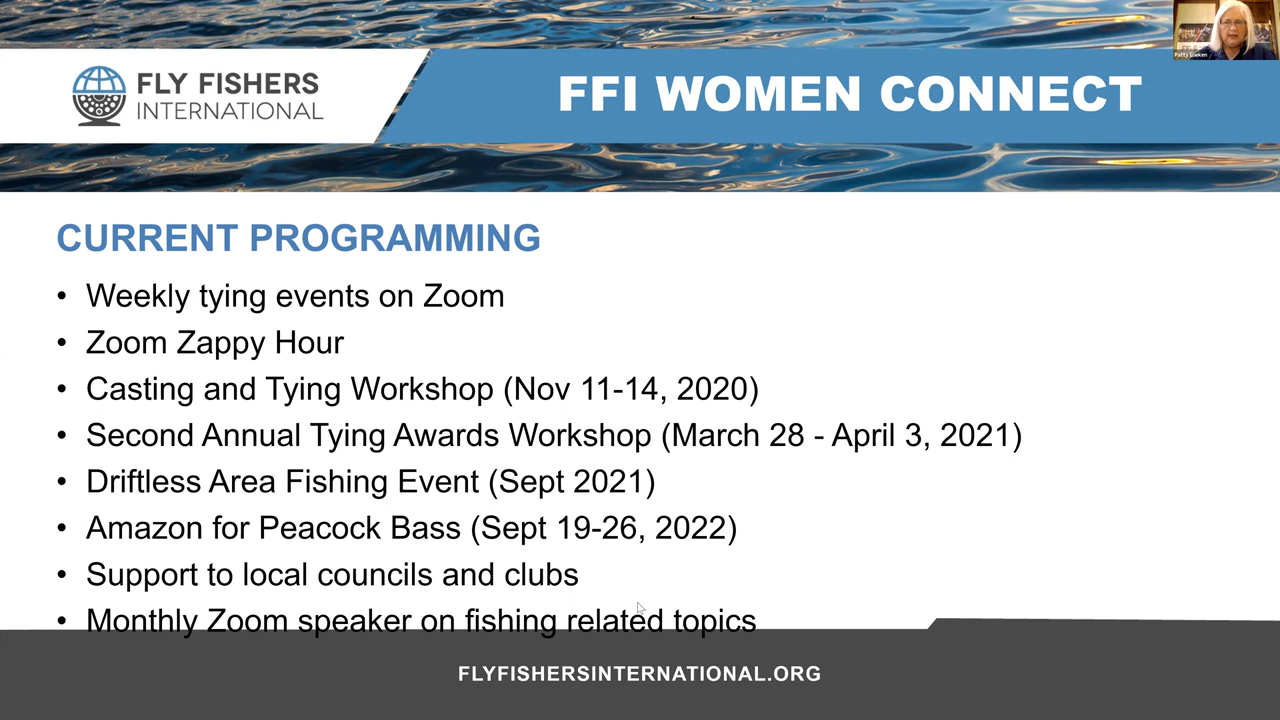 Patty Lueken
FLY FISHERS
INTERNATIONAL
FFI WOMEN CONNECT
CURRENT PROGRAMMING
• Weekly tying events on Zoom
• Zoom Zappy Hour
• Casting and Tying Workshop (Nov 11-14, 2020)
• Second Annual Tying Awards Workshop (March 28 - April 3, 2021)
• Driftless Area Fishing Event (Sept 2021)
• Amazon for Peacock Bass (Sept 19-26, 2022)
• Support to local councils and clubs
• Monthly Zoom speaker on fishing related topics
FLYFISHERSINTERNATIONAL.ORG